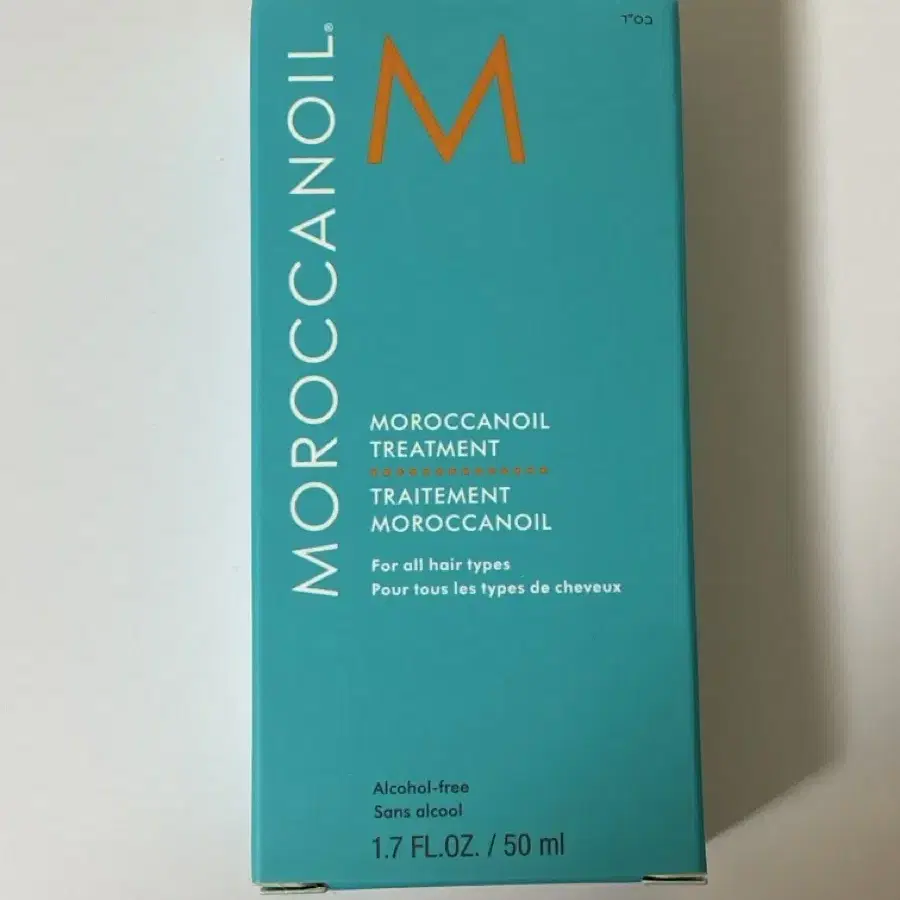 בס"ד
M
MOROCCANOIL®
MOROCCANOIL
TREATMENT
TRAITEMENT
MOROCCANOIL
For all hair types
Pour tous les types de cheveux
Alcohol-free
Sans alcool
1.7 FL.OZ. / 50 ml